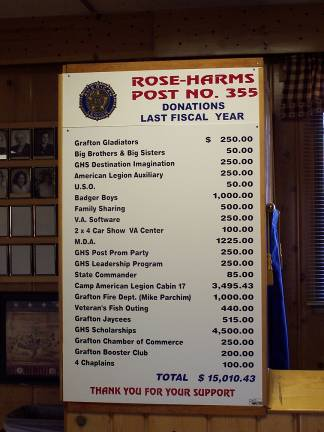 ROSE-HARMS
POST NO. 355
DONATIONS
LAST FISCAL YEAR
Grafton Gladiators $ 250.00
Big Brothers & Big Sisters 50.00
GHS Destination Imagination 250.00
American Legion Auxiliary 250.00
U.S.O. 50.00
Badger Boys 1,000.00
Family Sharing 500.00
V.A. Software 250.00
2 x 4 Car Show VA Center 100.00
M.D.A. 1225.00
GHS Post Prom Party 250.00
GHS Leadership Program 250.00
State Commander 85.00
Camp American Legion Cabin 17 3,495.43
Grafton Fire Dept. (Mike Parchim) 1,000.00
Veteran's Fish Outing 440.00
Grafton Jaycees 515.00
GHS Scholarships 4,500.00
Grafton Chamber of Commerce 250.00
Grafton Booster Club 200.00
4 Chaplains 100.00
TOTAL $ 15,010.43
THANK YOU FOR YOUR SUPPORT